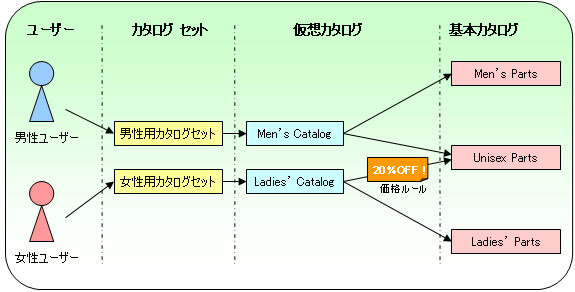 ユーザー
カタログ セット
仮想カタログ
基本カタログ
男性ユーザー
男性用カタログセット
Men's Catalog
Men's Parts
Unisex Parts
女性ユーザー
女性用カタログセット
Ladies' Catalog
20%OFF!
価格ルール
Ladies' Parts